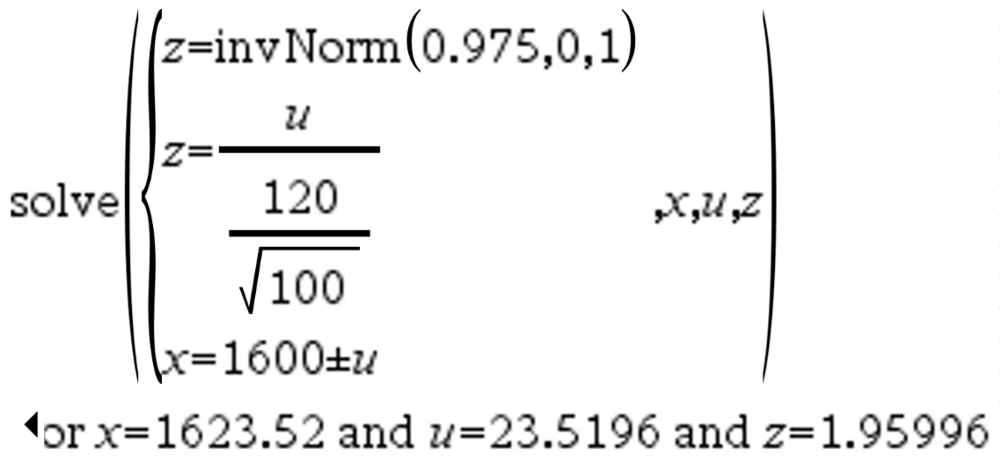 z=invNorm(0.975,0,1)
z=u/(120/√100)
solve({ ,x,u,z)
x=1600±u
◀or x=1623.52 and u=23.5196 and z=1.95996